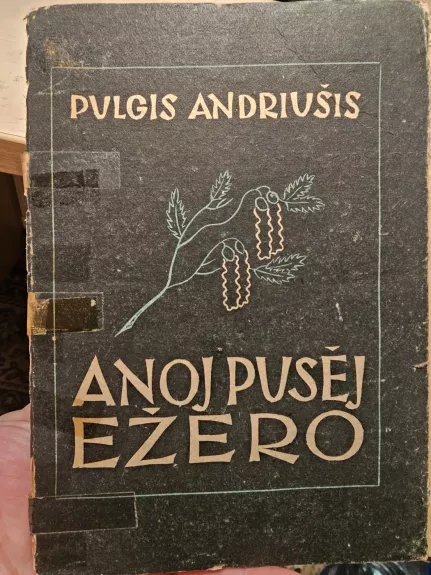 PULGIS ANDRIUŠIS
ANOJ PUSĖJ
EŽERO